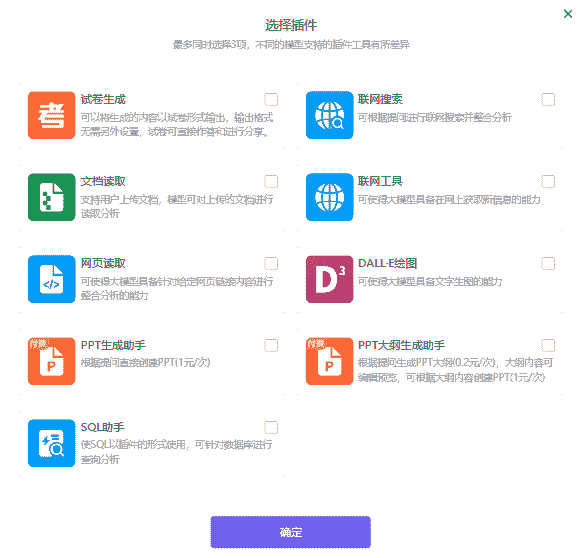 选择插件
最多同时选择3项，不同的模型支持的插件工具有所差异
考
试卷生成
可以将生成的内容以试卷形式输出，输出格式
无需另外设置，试卷可直接作答和进行分享。
联网搜索
可根据提问进行联网搜索并整合分析
文档读取
支持用户上传文档，模型可对上传的文档进行
读取分析
联网工具
可使得大模型具备在网上获取新信息的能力
</>
网页读取
可使得大模型具备针对给定网页链接内容进行
整合分析的能力
D3
DALL·E绘图
可使得大模型具备文字生图的能力
付费
P
PPT生成助手
根据提问直接创建PPT(1元/次)
付费
P
PPT大纲生成助手
根据提问生成PPT大纲(0.2元/次)，大纲内容可
编辑预览，可根据大纲内容创建PPT(1元/次)
SQL助手
使SQL以插件的形式使用，可针对数据库进行
查询分析
确定